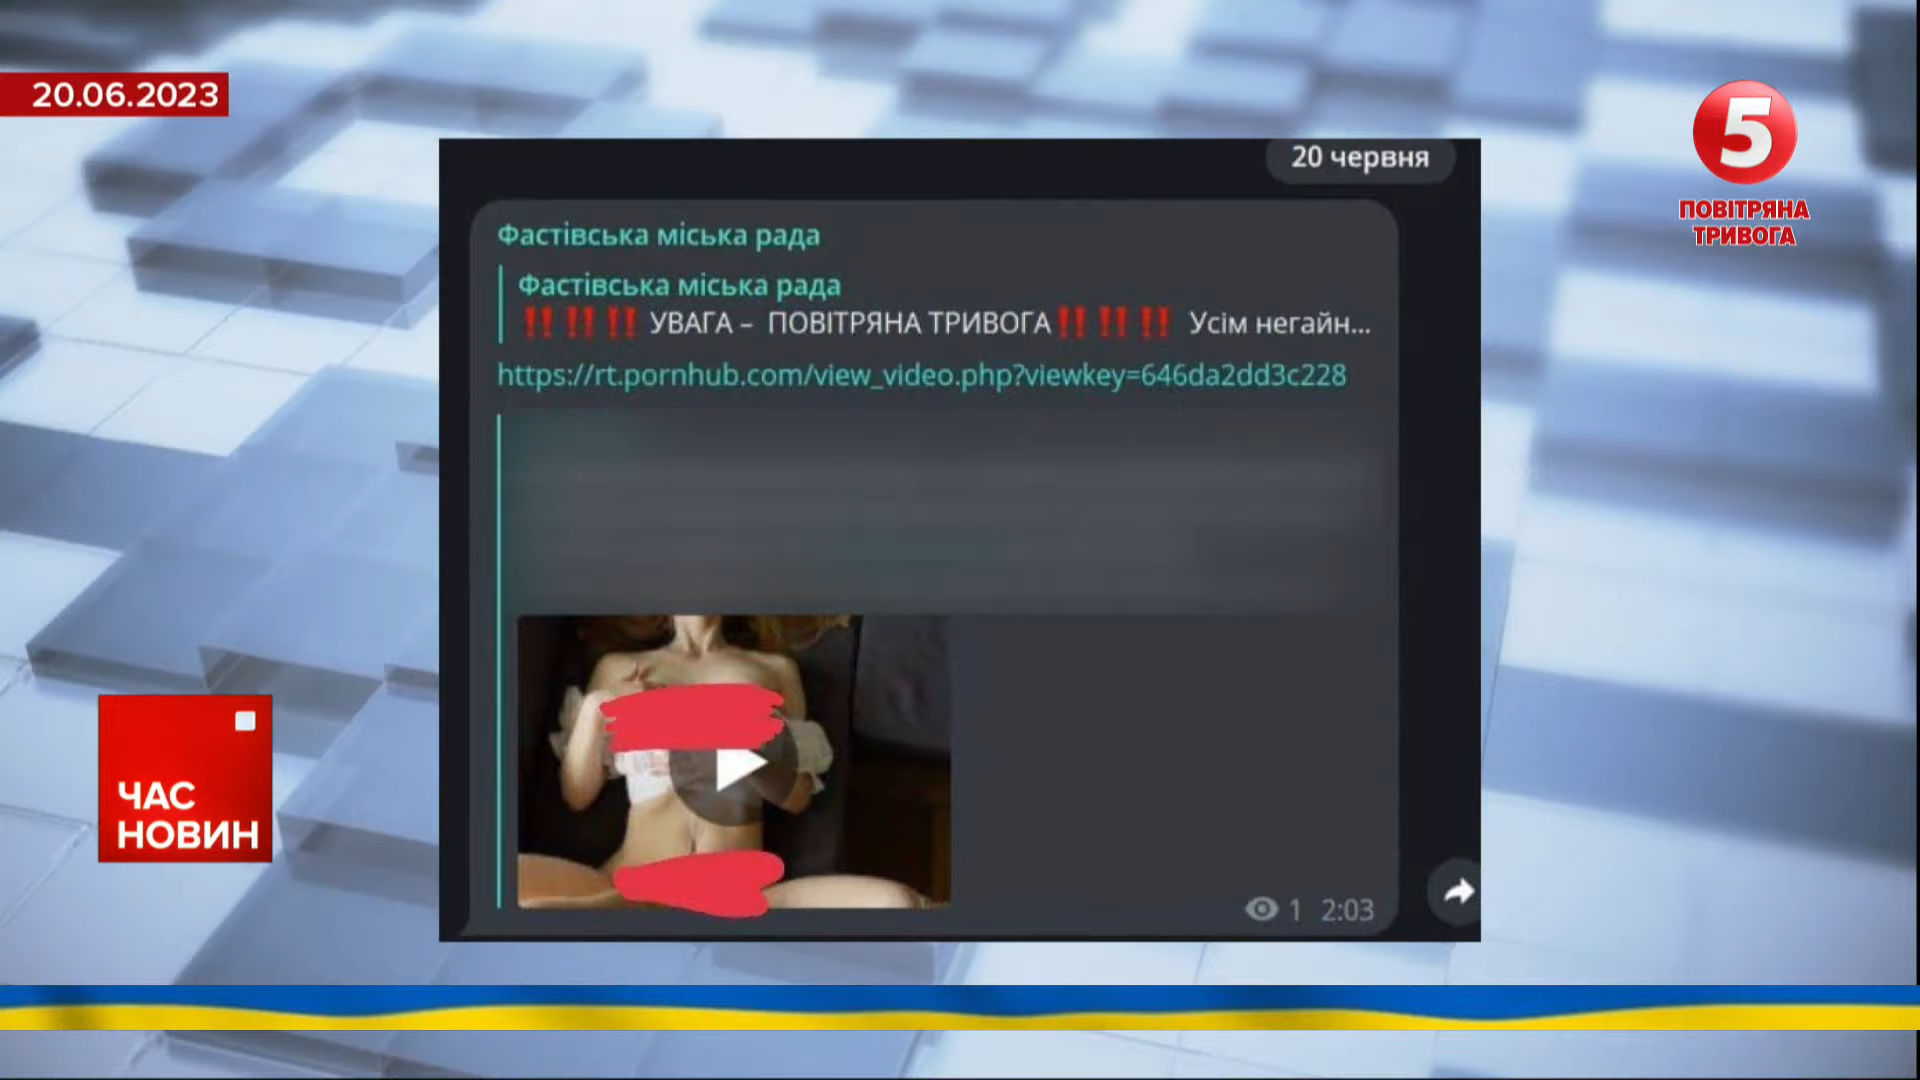 20.06.2023
5
ПОВІТРЯНА
ТРИВОГА
20 червня
Фастівська міська рада
Фастівська міська рада
‼️‼️‼️ УВАГА – ПОВІТРЯНА ТРИВОГА‼️‼️‼️ Усім негайн...
https://rt.pornhub.com/view_video.php?viewkey=646da2dd3c228
1 2:03
ЧАС
НОВИН